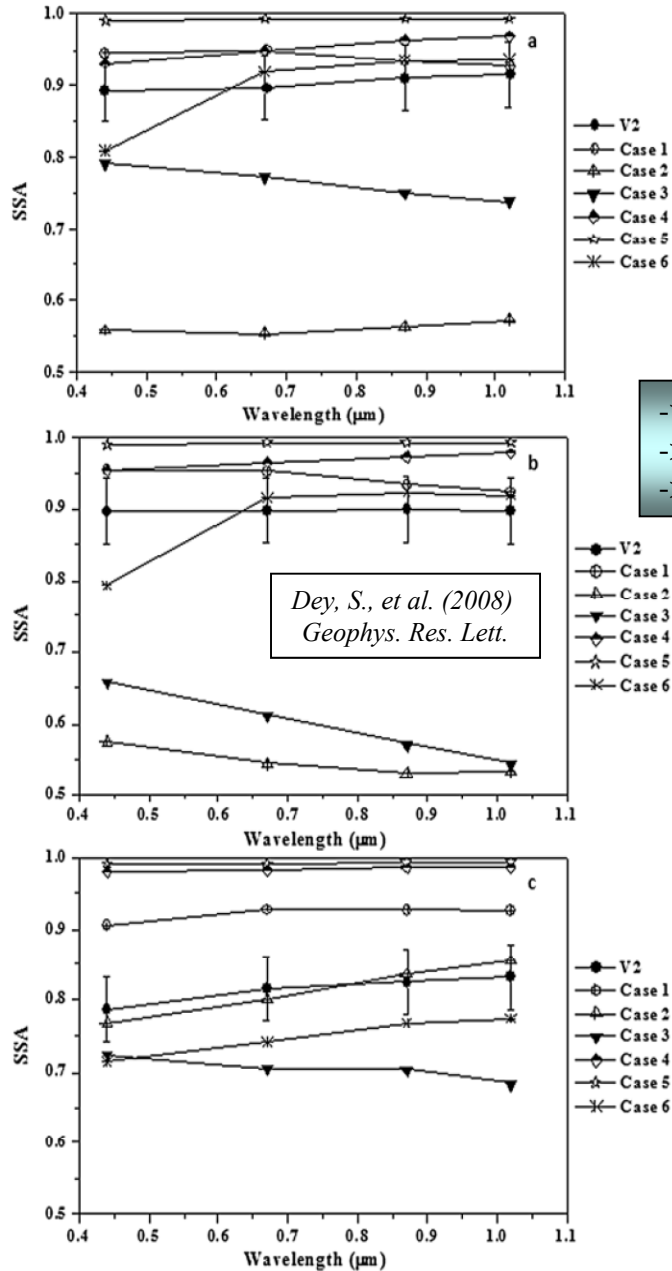 1.0
a
0.9
0.8
SSA
0.7
0.6
0.5
0.4 0.5 0.6 0.7 0.8 0.9 1.0 1.1
Wavelength (µm)
V2
Case 1
Case 2
Case 3
Case 4
Case 5
Case 6
1.0
b
0.9
0.8
SSA
0.7
0.6
0.5
0.4 0.5 0.6 0.7 0.8 0.9 1.0 1.1
Wavelength (µm)
V2
Case 1
Case 2
Case 3
Case 4
Case 5
Case 6
Dey, S., et al. (2008)
Geophys. Res. Lett.
1.0
c
0.9
0.8
SSA
0.7
0.6
0.5
0.4 0.5 0.6 0.7 0.8 0.9 1.0 1.1
Wavelength (µm)
V2
Case 1
Case 2
Case 3
Case 4
Case 5
Case 6